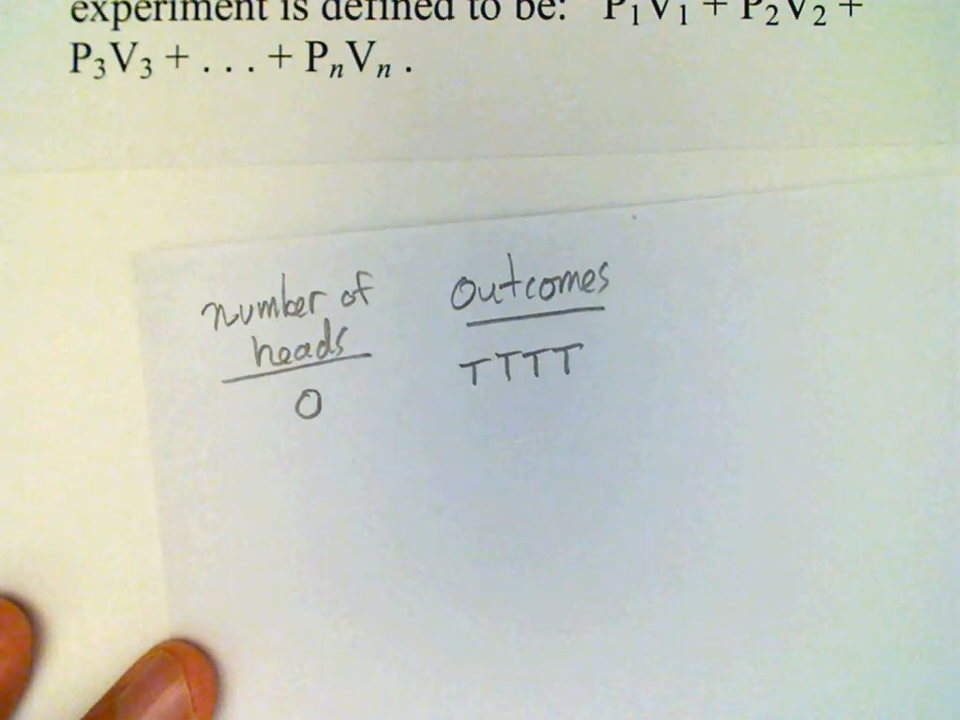 experiment is defined to be: P₁V₁ + P₂V₂ +
P₃V₃ + . . . + PₙVₙ .
number of
heads
outcomes
0
TTTT